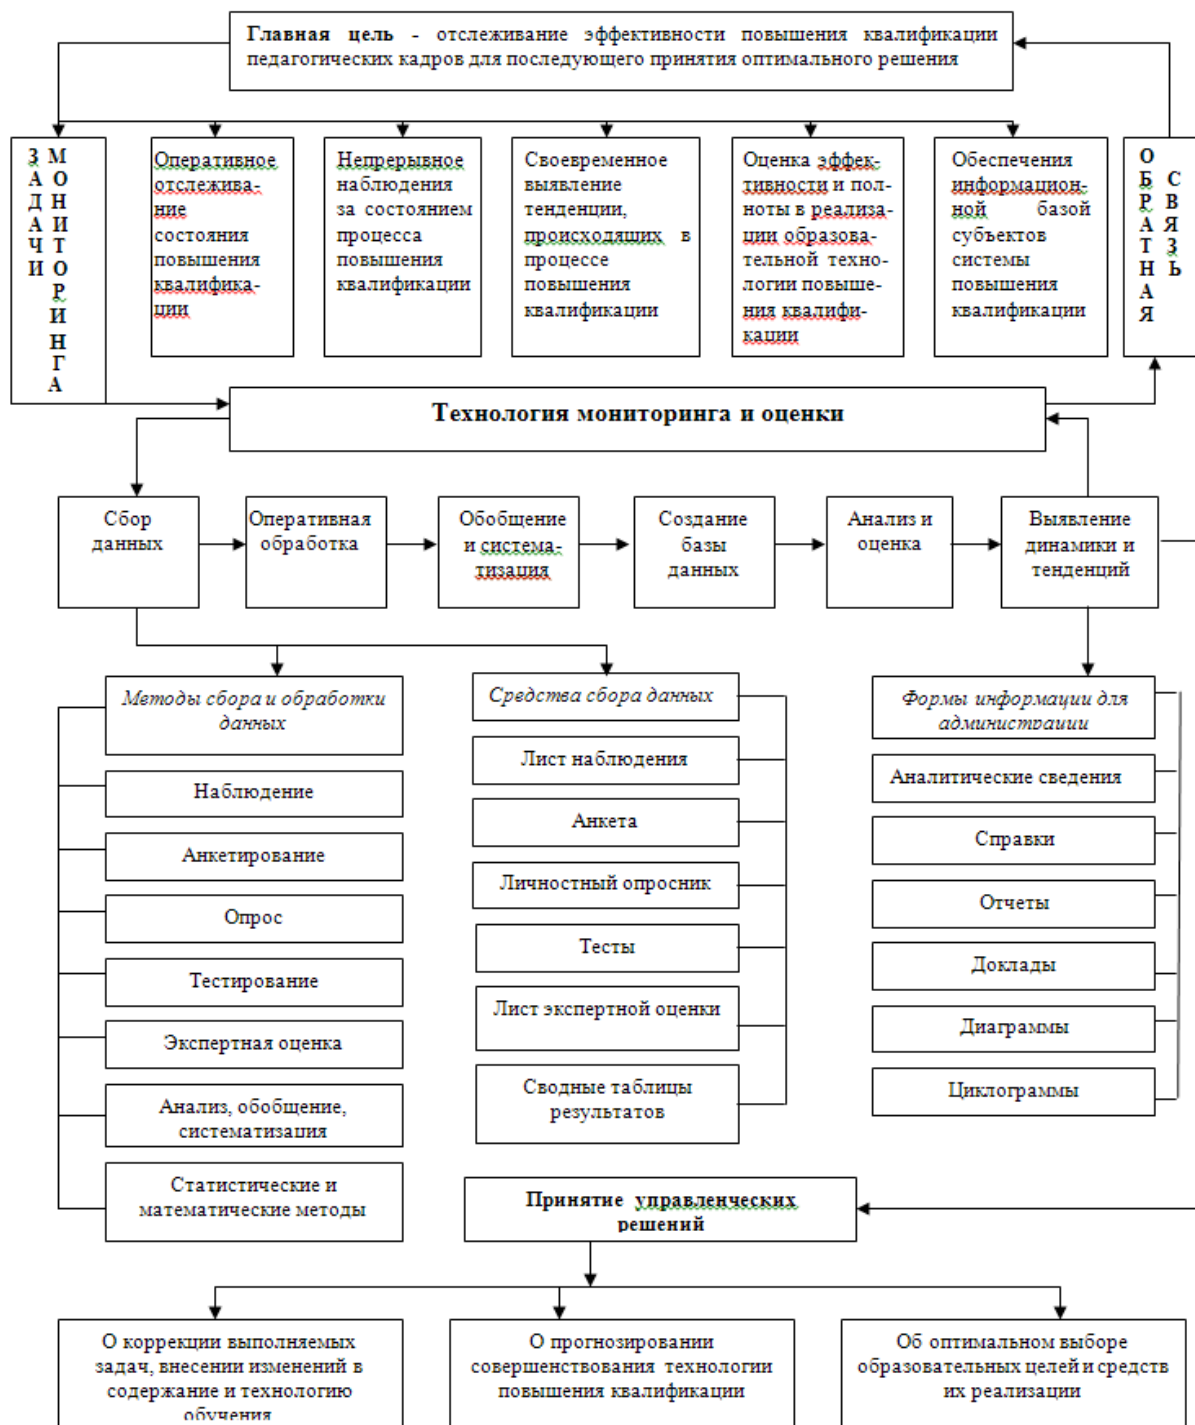 Главная цель - отслеживание эффективности повышения квалификации
педагогических кадров для последующего принятия оптимального решения
ЗАДАЧИ
МОНИТОРИНГА
Оперативное
отслежива-
ние
состояния
повышения
квалифика-
ции
Непрерывное
наблюдения
за состоянием
процесса
повышения
квалификации
Своевременное
выявление
тенденции,
происходящих в
процессе
повышения
квалификации
Оценка эффек-
тивности и пол-
ноты в реализа-
ции образова-
тельной техно-
логии повыше-
ния квалифи-
кации
Обеспечения
информацион-
ной базой
субъектов
системы
повышения
квалификации
ОБРАТНАЯ
СВЯЗЬ
Технология мониторинга и оценки
Сбор
данных
Оперативная
обработка
Обобщение
и система-
тизация
Создание
базы
данных
Анализ и
оценка
Выявление
динамики и
тенденций
Методы сбора и обработки
данных
Наблюдение
Анкетирование
Опрос
Тестирование
Экспертная оценка
Анализ, обобщение,
систематизация
Статистические и
математические методы
Средства сбора данных
Лист наблюдения
Анкета
Личностный опросник
Тесты
Лист экспертной оценки
Сводные таблицы
результатов
Формы информации для
администрации
Аналитические сведения
Справки
Отчеты
Доклады
Диаграммы
Циклограммы
Принятие управленческих
решений
О коррекции выполняемых
задач, внесении изменений в
содержание и технологию
обучения
О прогнозировании
совершенствования технологии
повышения квалификации
Об оптимальном выборе
образовательных целей и средств
их реализации